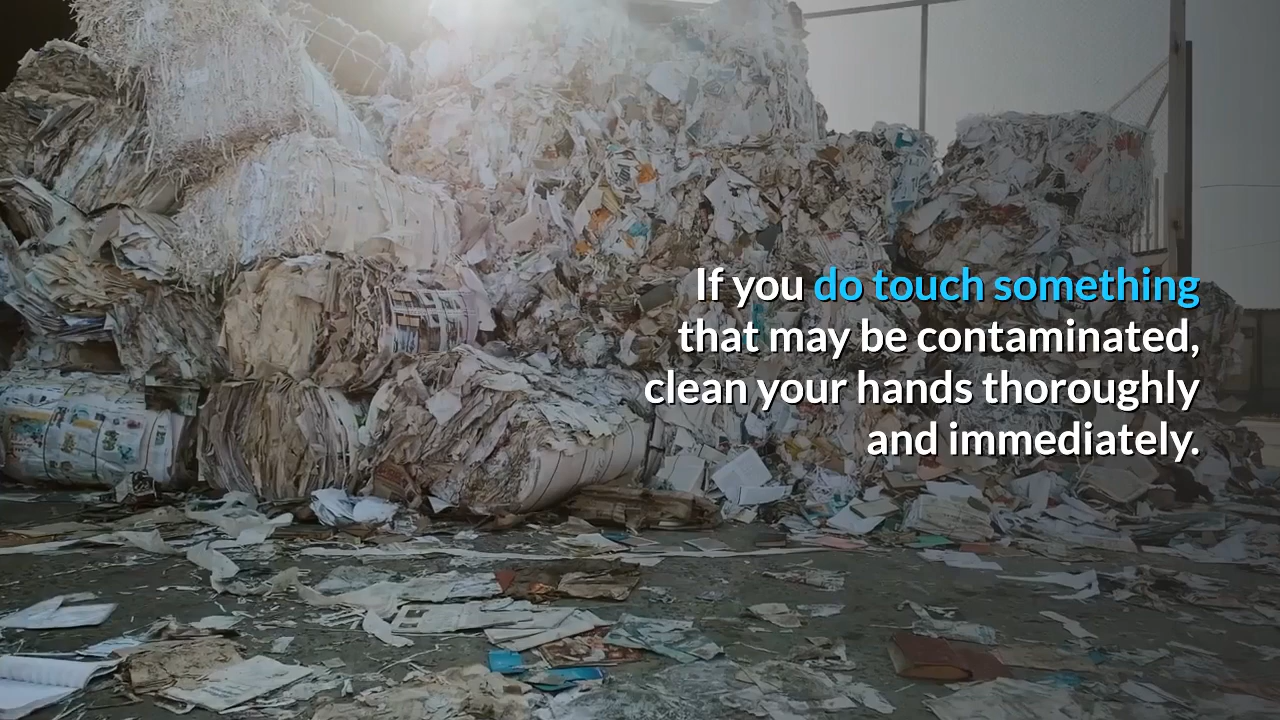 If you do touch something
that may be contaminated,
clean your hands thoroughly
and immediately.